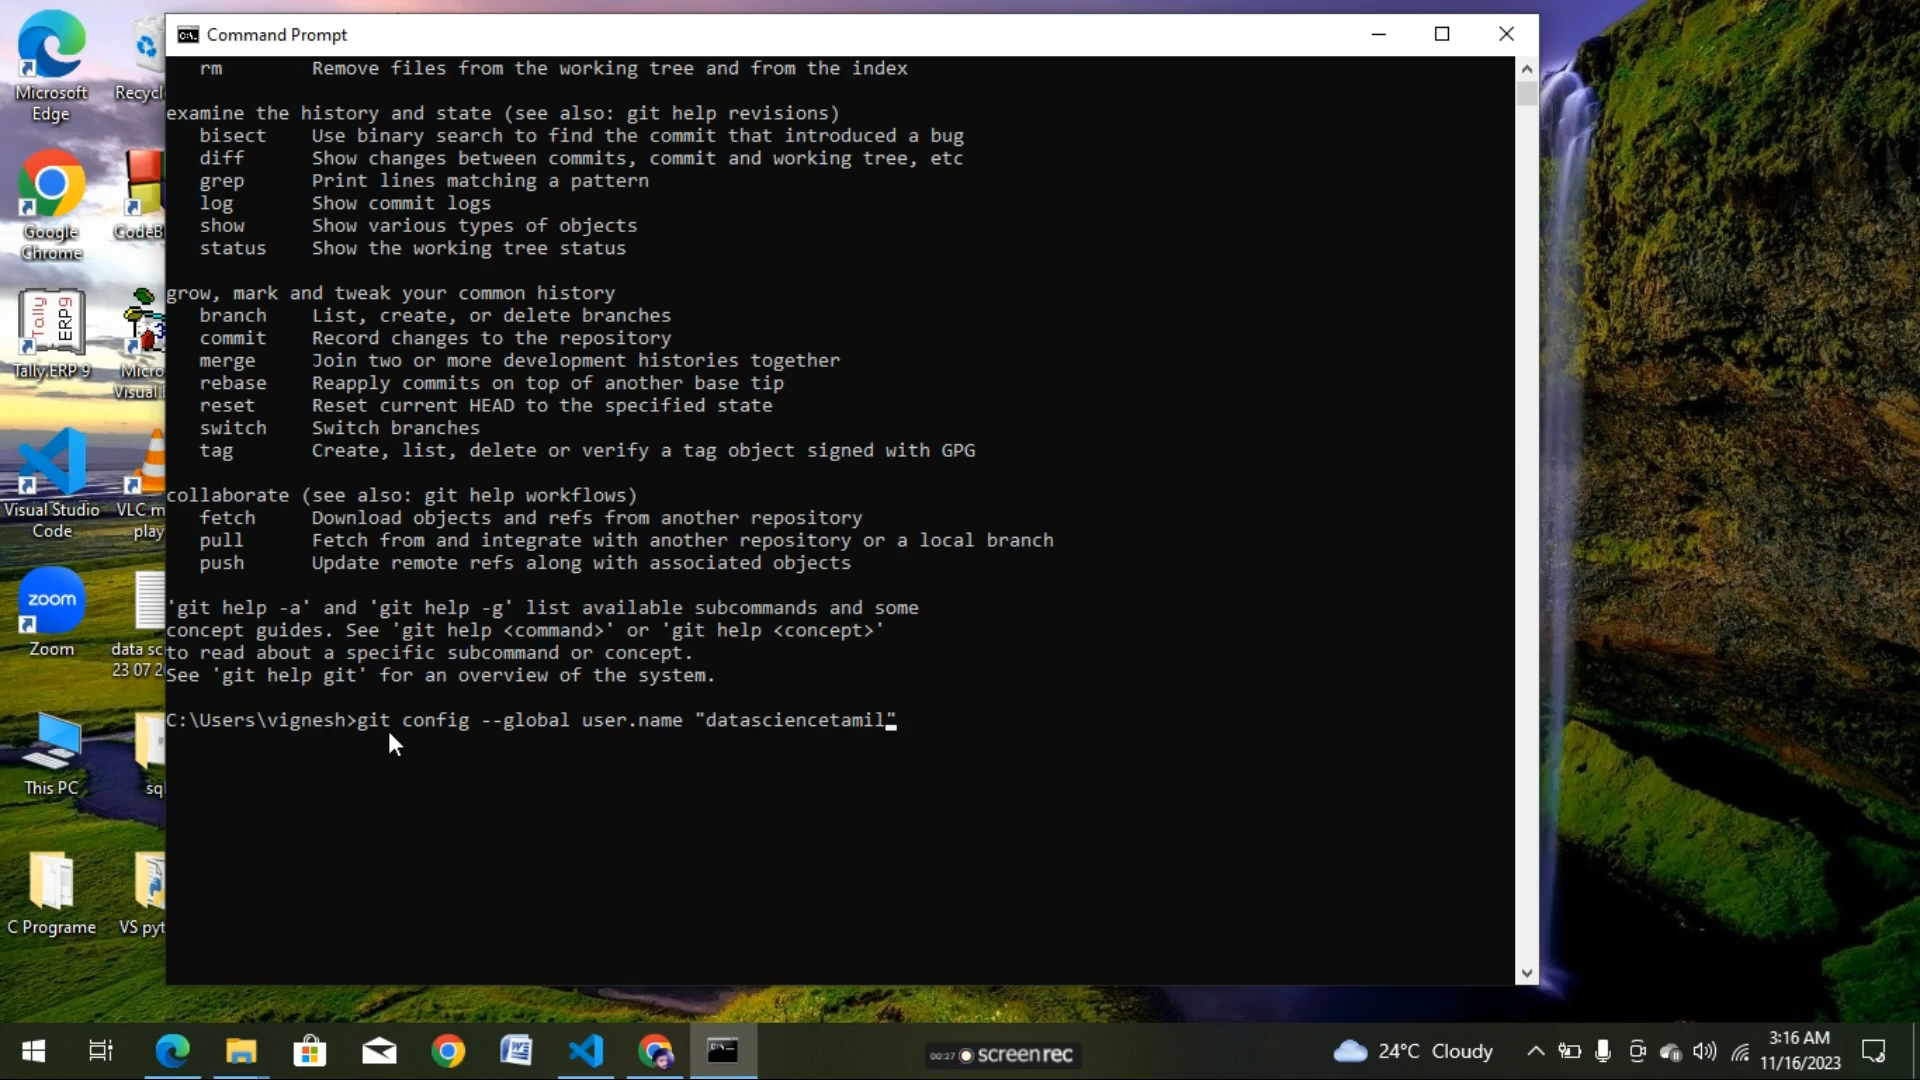 Command Prompt
rm Remove files from the working tree and from the index
examine the history and state (see also: git help revisions)
bisect Use binary search to find the commit that introduced a bug
diff Show changes between commits, commit and working tree, etc
grep Print lines matching a pattern
log Show commit logs
show Show various types of objects
status Show the working tree status
grow, mark and tweak your common history
branch List, create, or delete branches
commit Record changes to the repository
merge Join two or more development histories together
rebase Reapply commits on top of another base tip
reset Reset current HEAD to the specified state
switch Switch branches
tag Create, list, delete or verify a tag object signed with GPG
collaborate (see also: git help workflows)
fetch Download objects and refs from another repository
pull Fetch from and integrate with another repository or a local branch
push Update remote refs along with associated objects
'git help -a' and 'git help -g' list available subcommands and some
concept guides. See 'git help <command>' or 'git help <concept>'
to read about a specific subcommand or concept.
See 'git help git' for an overview of the system.
C:\Users\vignesh>git config --global user.name "datasciencetamil"
Microsoft
Edge
Recycl
Google
Chrome
CodeB
Tally
ERP9
Tally.ERP 9
Micro
Visual
Visual Studio
Code
VLC m
play
zoom
Zoom
data sc
23 07 2
This PC
sq
C Programe
VS pyt
00:27 screenrec
24°C Cloudy
3:16 AM
11/16/2023